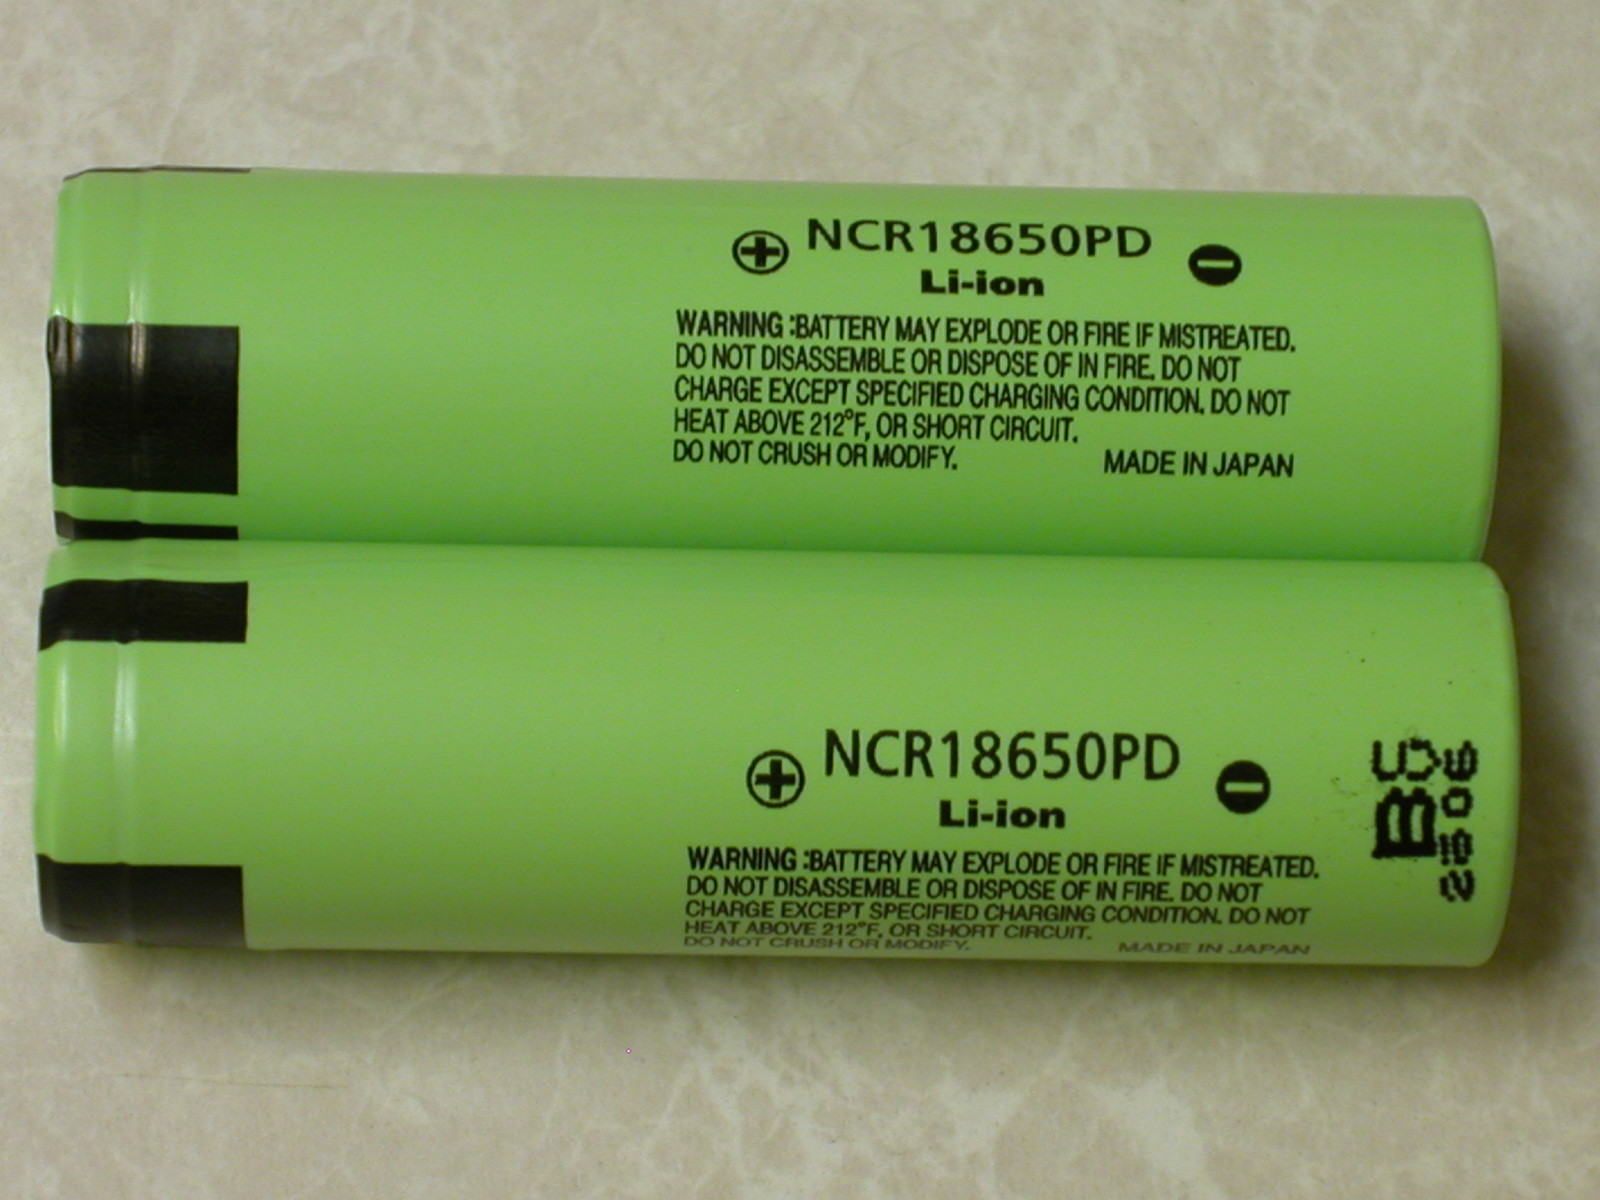 NCR18650PD
Li-ion
WARNING :BATTERY MAY EXPLODE OR FIRE IF MISTREATED.
DO NOT DISASSEMBLE OR DISPOSE OF IN FIRE. DO NOT
CHARGE EXCEPT SPECIFIED CHARGING CONDITION. DO NOT
HEAT ABOVE 212°F, OR SHORT CIRCUIT.
DO NOT CRUSH OR MODIFY. MADE IN JAPAN
NCR18650PD
Li-ion
WARNING :BATTERY MAY EXPLODE OR FIRE IF MISTREATED.
DO NOT DISASSEMBLE OR DISPOSE OF IN FIRE. DO NOT
CHARGE EXCEPT SPECIFIED CHARGING CONDITION. DO NOT
HEAT ABOVE 212°F, OR SHORT CIRCUIT.
DO NOT CRUSH OR MODIFY. MADE IN JAPAN